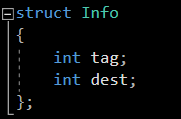 struct Info
{
    int tag;
    int dest;
};